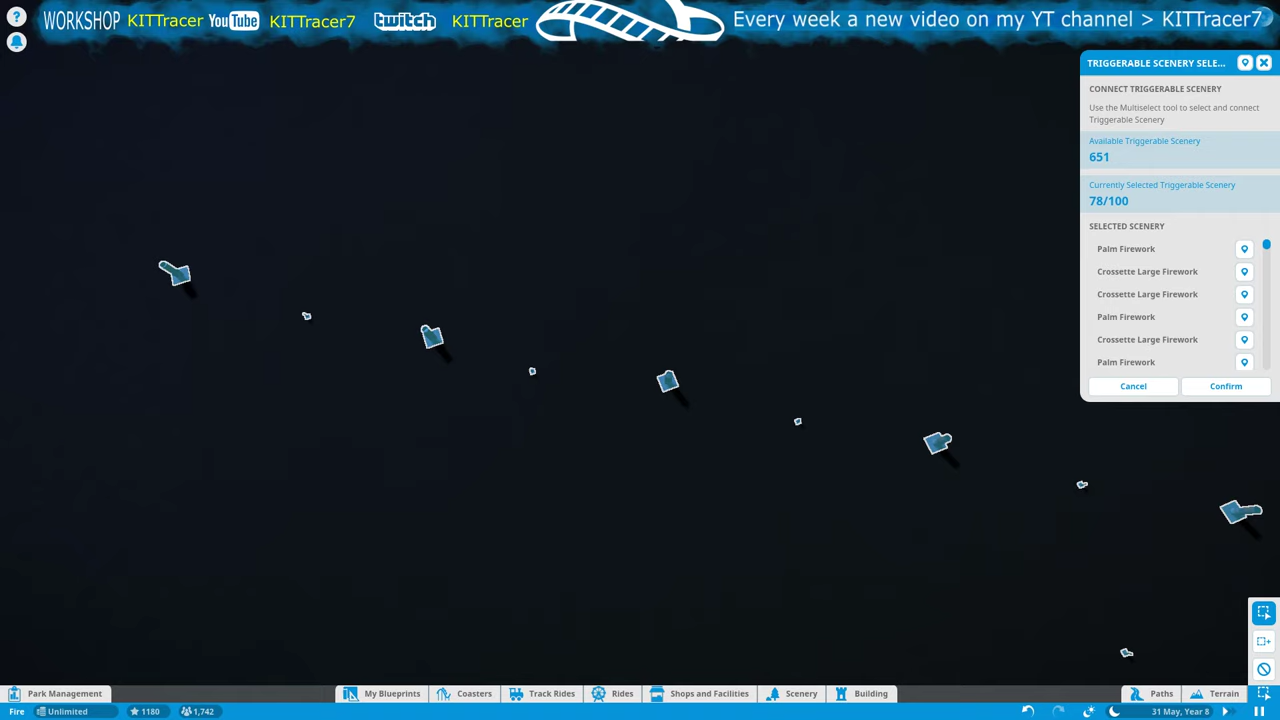 WORKSHOP KITTracer YouTube KITTracer7 twitch KITTracer
Every week a new video on my YT channel > KITTracer7
TRIGGERABLE SCENERY SELE...
CONNECT TRIGGERABLE SCENERY
Use the Multiselect tool to select and connect
Triggerable Scenery
Available Triggerable Scenery
651
Currently Selected Triggerable Scenery
78/100
SELECTED SCENERY
Palm Firework
Crossette Large Firework
Crossette Large Firework
Palm Firework
Crossette Large Firework
Palm Firework
Cancel Confirm
Park Management My Blueprints Coasters Track Rides Rides Shops and Facilities Scenery Building Paths Terrain
Fire Unlimited 1180 1,742 31 May, Year 8